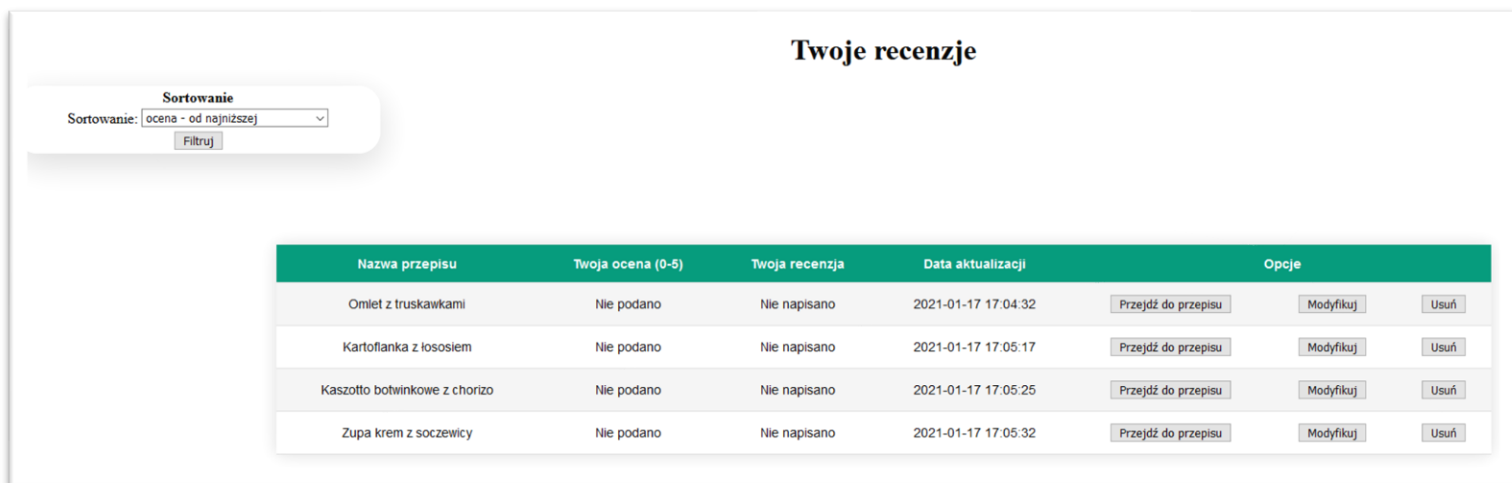 Twoje recenzje
Sortowanie
Sortowanie: ocena - od najniższej
Filtruj
Nazwa przepisu Twoja ocena (0-5) Twoja recenzja Data aktualizacji Opcje
Omlet z truskawkami Nie podano Nie napisano 2021-01-17 17:04:32 Przejdź do przepisu Modyfikuj Usuń
Kartoflanka z łososiem Nie podano Nie napisano 2021-01-17 17:05:17 Przejdź do przepisu Modyfikuj Usuń
Kaszotto botwinkowe z chorizo Nie podano Nie napisano 2021-01-17 17:05:25 Przejdź do przepisu Modyfikuj Usuń
Zupa krem z soczewicy Nie podano Nie napisano 2021-01-17 17:05:32 Przejdź do przepisu Modyfikuj Usuń